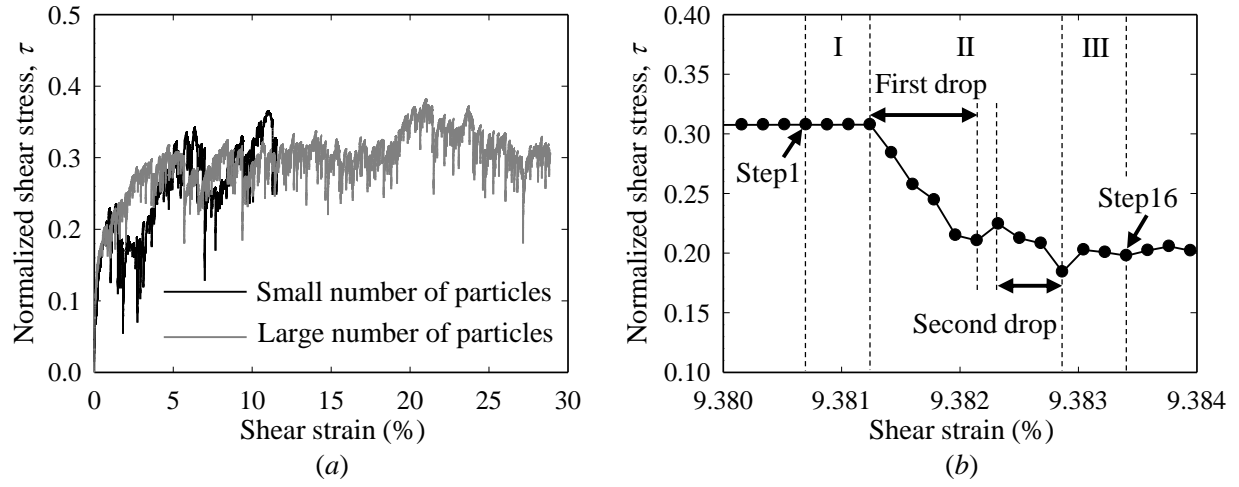 Normalized shear stress, τ
0.5
0.4
0.3
0.2
0.1
0.0
Small number of particles
Large number of particles
0 5 10 15 20 25 30
Shear strain (%)
(a)
Normalized shear stress, τ
0.40
0.35
0.30
0.25
0.20
0.15
0.10
I II III
First drop
Step1
Step16
Second drop
9.380 9.381 9.382 9.383 9.384
Shear strain (%)
(b)